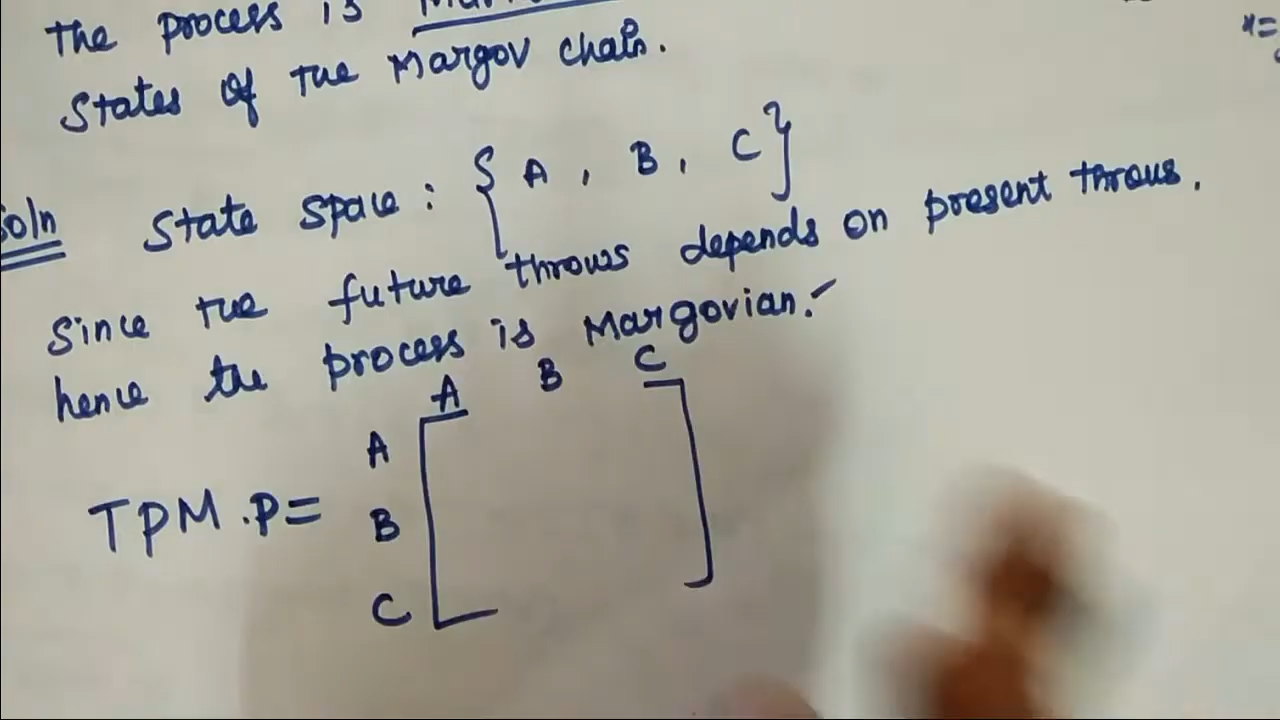 the process is
States of the Margov chain.
Soln State space : { A , B , C }
Since the future throws depends on present throws.
hence the process is Margovian.
A B C
A
TPM . P =
B
C